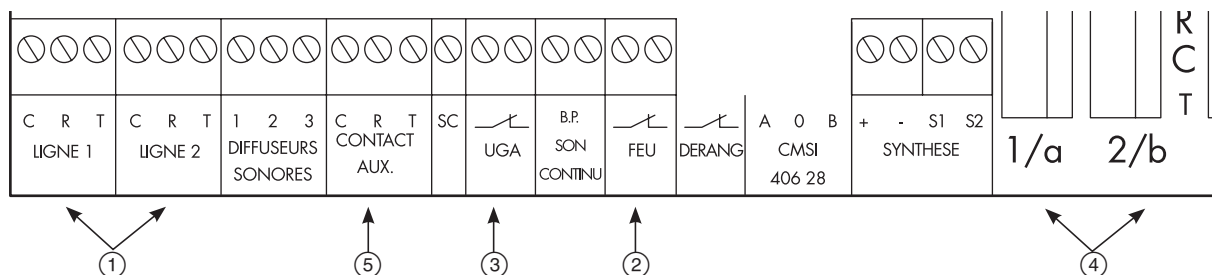 C R T
LIGNE 1
C R T
LIGNE 2
1 2 3
DIFFUSEURS
SONORES
C R T
CONTACT
AUX.
SC
UGA
B.P.
SON
CONTINU
FEU
DERANG
A 0 B
CMSI
406 28
+ - S1 S2
SYNTHESE
1/a
2/b
R
C
T
1
5
3
2
4